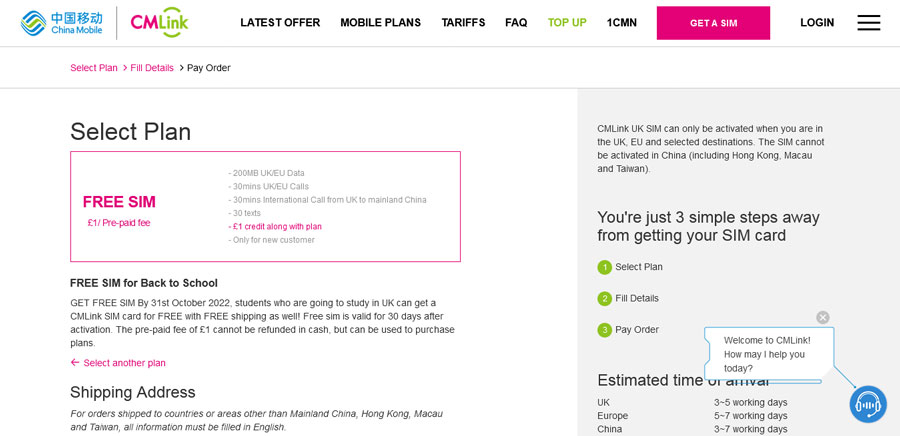 中国移动
China Mobile
CMLink
LATEST OFFER MOBILE PLANS TARIFFS FAQ TOP UP 1CMN GET A SIM LOGIN
Select Plan > Fill Details > Pay Order
Select Plan
FREE SIM
£1/ Pre-paid fee
- 200MB UK/EU Data
- 30mins UK/EU Calls
- 30mins International Call from UK to mainland China
- 30 texts
- £1 credit along with plan
- Only for new customer
FREE SIM for Back to School
GET FREE SIM By 31st October 2022, students who are going to study in UK can get a
CMLink SIM card for FREE with FREE shipping as well! Free sim is valid for 30 days after
activation. The pre-paid fee of £1 cannot be refunded in cash, but can be used to purchase
plans.
← Select another plan
Shipping Address
For orders shipped to countries or areas other than Mainland China, Hong Kong, Macau
and Taiwan, all information must be filled in English.
CMLink UK SIM can only be activated when you are in
the UK, EU and selected destinations. The SIM cannot
be activated in China (including Hong Kong, Macau
and Taiwan).
You're just 3 simple steps away
from getting your SIM card
1 Select Plan
2 Fill Details
3 Pay Order
Welcome to CMLink!
How may I help you
today?
Estimated time of arrival
UK 3~5 working days
Europe 5~7 working days
China 3~7 working days